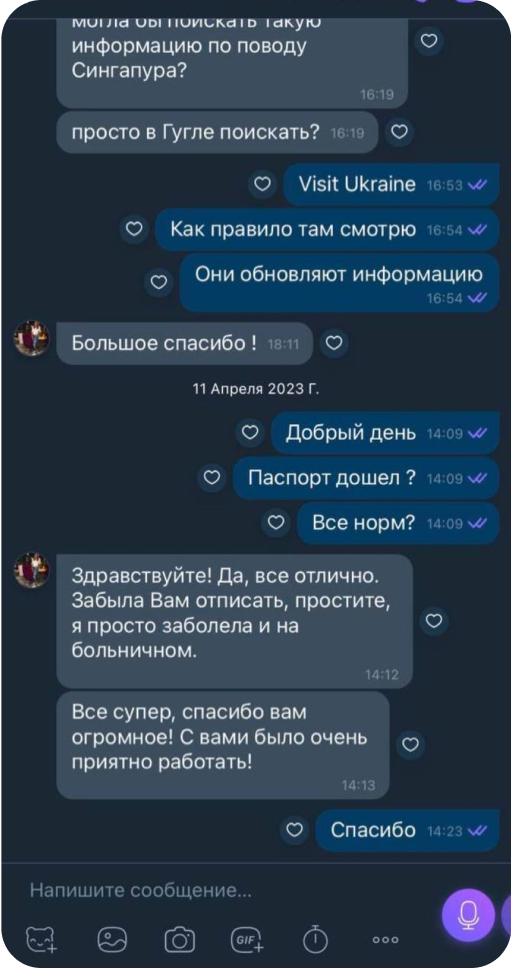 могла бы поискать такую
информацию по поводу
Сингапура?
16:19
просто в Гугле поискать? 16:19
Visit Ukraine 16:53
Как правило там смотрю 16:54
Они обновляют информацию
16:54
Большое спасибо ! 18:11
11 Апреля 2023 Г.
Добрый день 14:09
Паспорт дошел ? 14:09
Все норм? 14:09
Здравствуйте! Да, все отлично.
Забыла Вам отписать, простите,
я просто заболела и на
больничном.
14:12
Все супер, спасибо вам
огромное! С вами было очень
приятно работать!
14:13
Спасибо 14:23
Напишите сообщение...
GIF